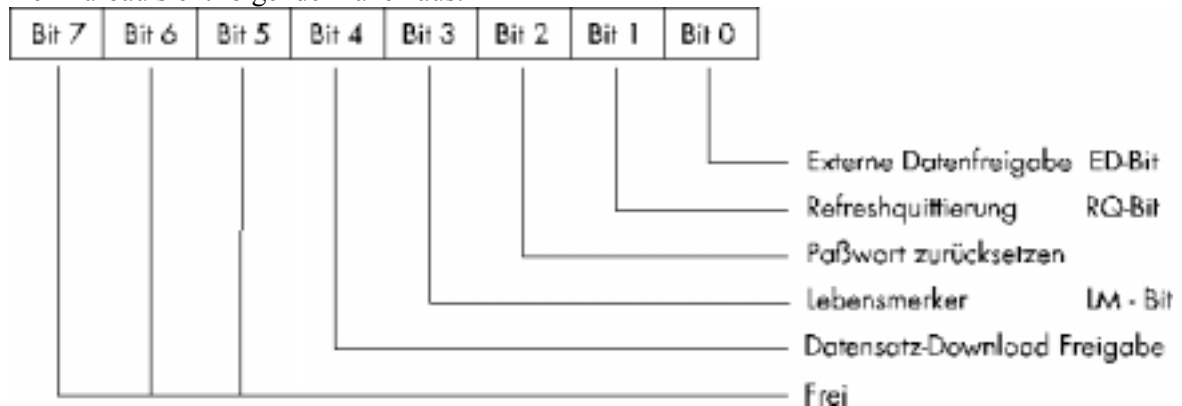 Bit 7 Bit 6 Bit 5 Bit 4 Bit 3 Bit 2 Bit 1 Bit 0
Externe Datenfreigabe ED-Bit
Refreshquittierung RQ-Bit
Paßwort zurücksetzen
Lebensmerker LM - Bit
Datensatz-Download Freigabe
Frei